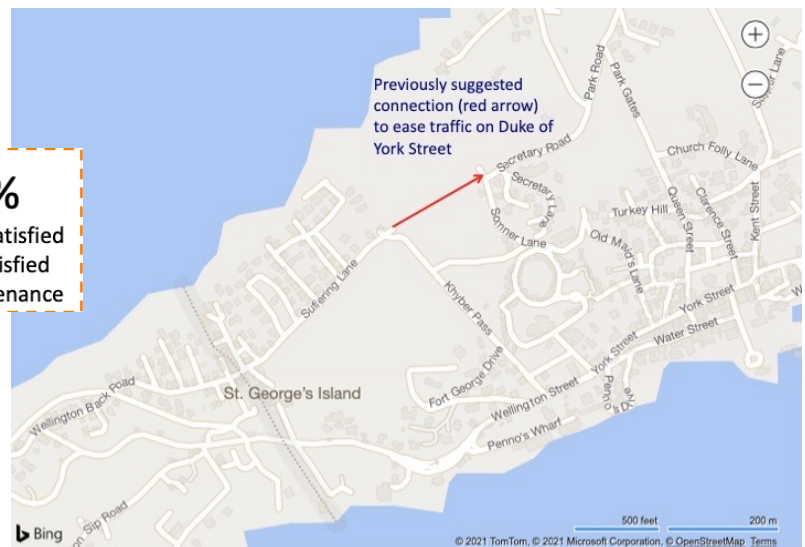 Previously suggested
connection (red arrow)
to ease traffic on Duke of
York Street
%
atisfied
isfied
enance
Park Road
Park Gates
Secretary Road
Secretary Lane
Church Folly Lane
Turkey Hill
Queen Street
Clarence Street
Kent Street
Somner Lane
Old Maid's Lane
Suffering Lane
Khyber Pass
York Street
Water Street
York Street
Fort George Drive
Wellington Street
St. George's Island
Wellington Back Road
Penno's Wharf
Sip Road
Bing
500 feet
200 m
© 2021 TomTom, © 2021 Microsoft Corporation, © OpenStreetMap Terms